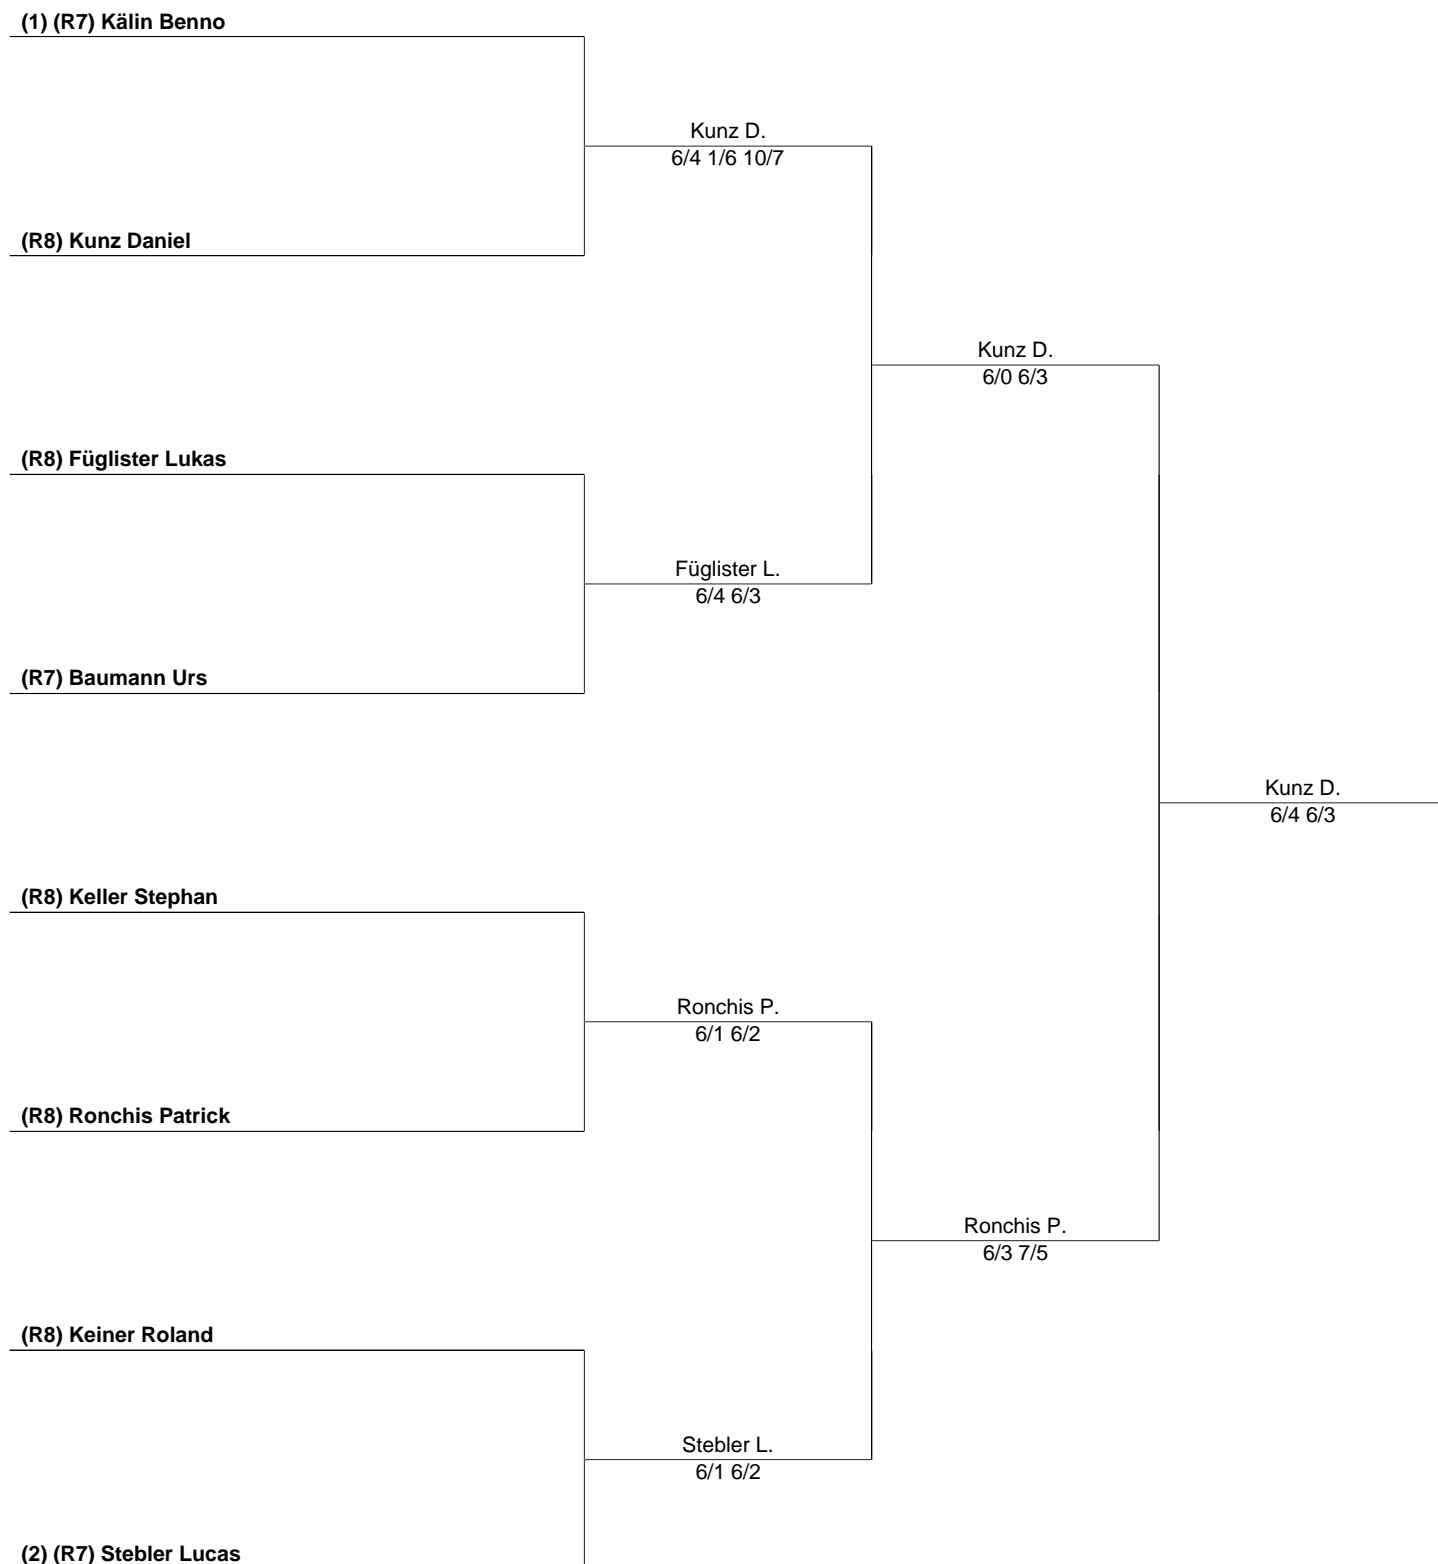 (1) (R7) Kälin Benno
Kunz D.
6/4 1/6 10/7
(R8) Kunz Daniel
Kunz D.
6/0 6/3
(R8) Füglister Lukas
Füglister L.
6/4 6/3
(R7) Baumann Urs
Kunz D.
6/4 6/3
(R8) Keller Stephan
Ronchis P.
6/1 6/2
(R8) Ronchis Patrick
Ronchis P.
6/3 7/5
(R8) Keiner Roland
Stebler L.
6/1 6/2
(2) (R7) Stebler Lucas